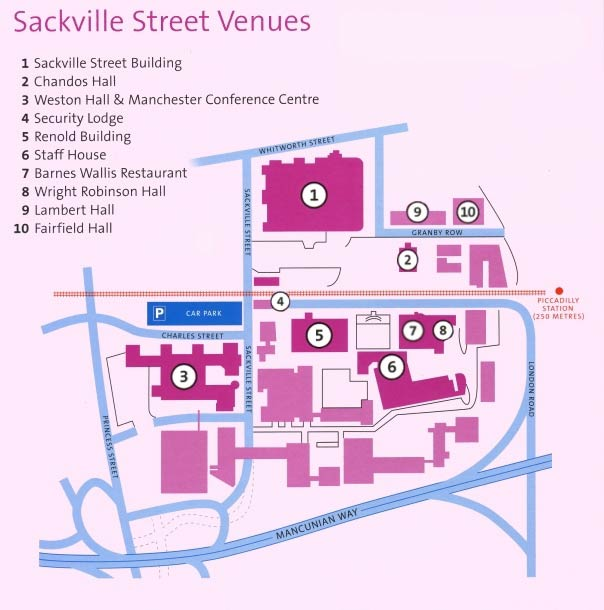 Sackville Street Venues
1 Sackville Street Building
2 Chandos Hall
3 Weston Hall & Manchester Conference Centre
4 Security Lodge
5 Renold Building
6 Staff House
7 Barnes Wallis Restaurant
8 Wright Robinson Hall
9 Lambert Hall
10 Fairfield Hall
WHITWORTH STREET
1
SACKVILLE STREET
9
10
GRANBY ROW
2
4
PICCADILLY
STATION
(250 METRES)
P CAR PARK
CHARLES STREET
5
7
8
SACKVILLE STREET
3
6
LONDON ROAD
PRINCESS STREET
MANCUNIAN WAY